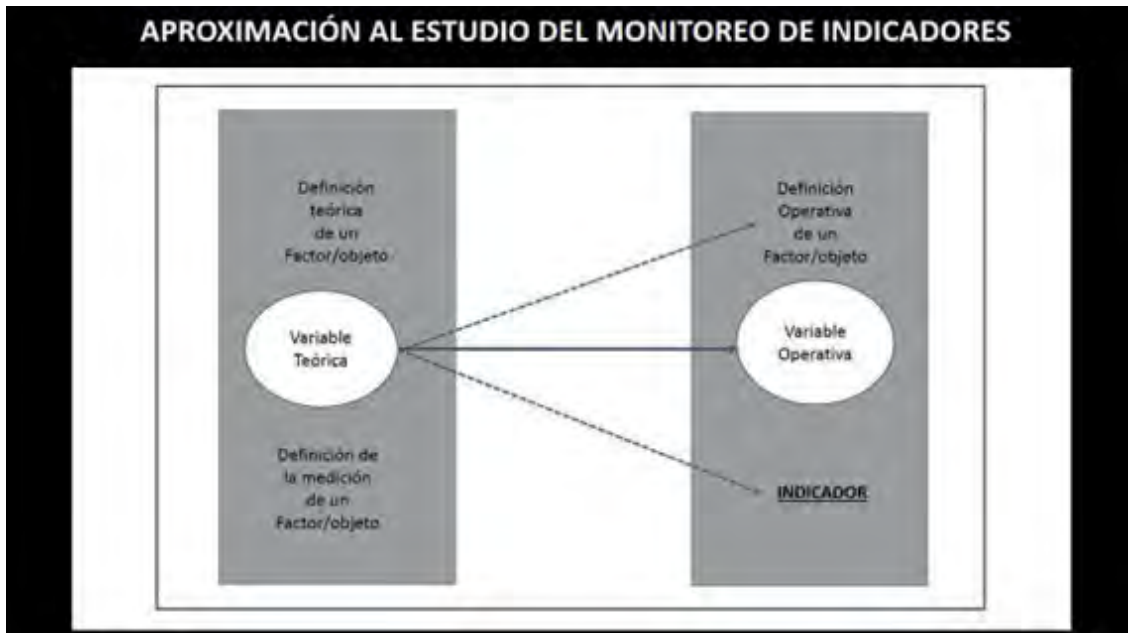 APROXIMACIÓN AL ESTUDIO DEL MONITOREO DE INDICADORES
Definición
teórica
de un
Factor/objeto
Variable
Teórica
Definición de
la medición
de un
Factor/objeto
Definición
Operativa
de un
Factor/objeto
Variable
Operativa
INDICADOR